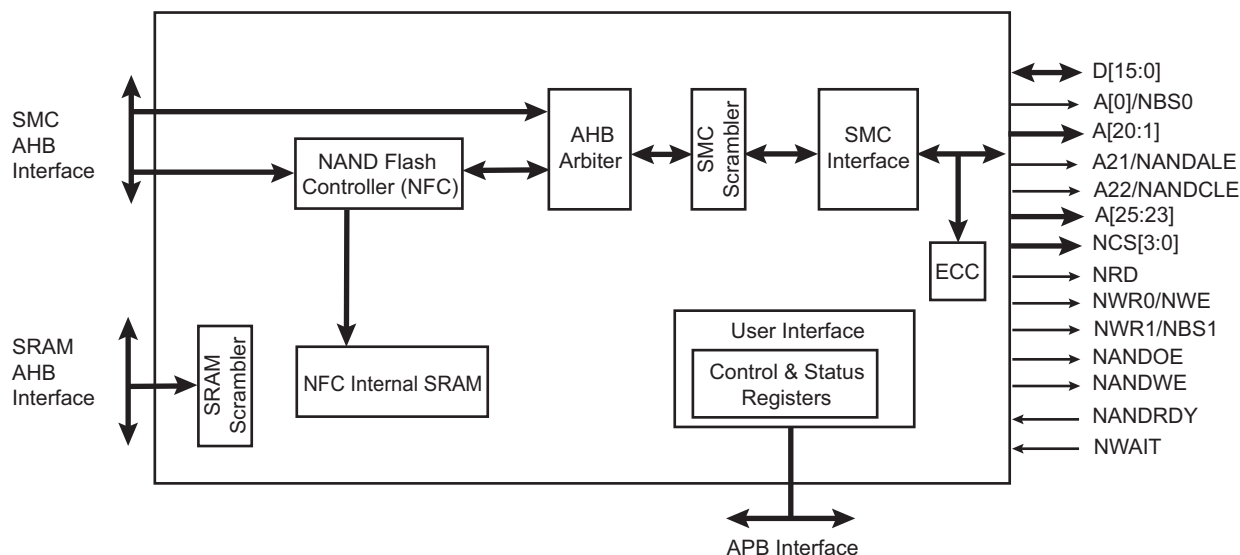 SMC
AHB
Interface
NAND Flash
Controller (NFC)
AHB
Arbiter
SMC
Scrambler
SMC
Interface
ECC
SRAM
AHB
Interface
SRAM
Scrambler
NFC Internal SRAM
User Interface
Control & Status
Registers
APB Interface
D[15:0]
A[0]/NBS0
A[20:1]
A21/NANDALE
A22/NANDCLE
A[25:23]
NCS[3:0]
NRD
NWR0/NWE
NWR1/NBS1
NANDOE
NANDWE
NANDRDY
NWAIT